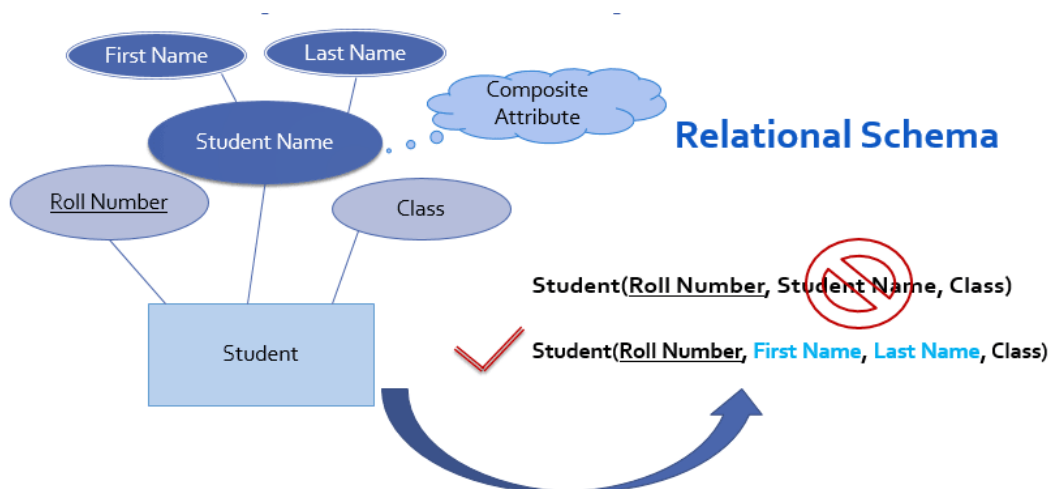 First Name
Last Name
Composite
Attribute
Student Name
Relational Schema
Roll Number
Class
Student(Roll Number, Student Name, Class)
Student
Student(Roll Number, First Name, Last Name, Class)